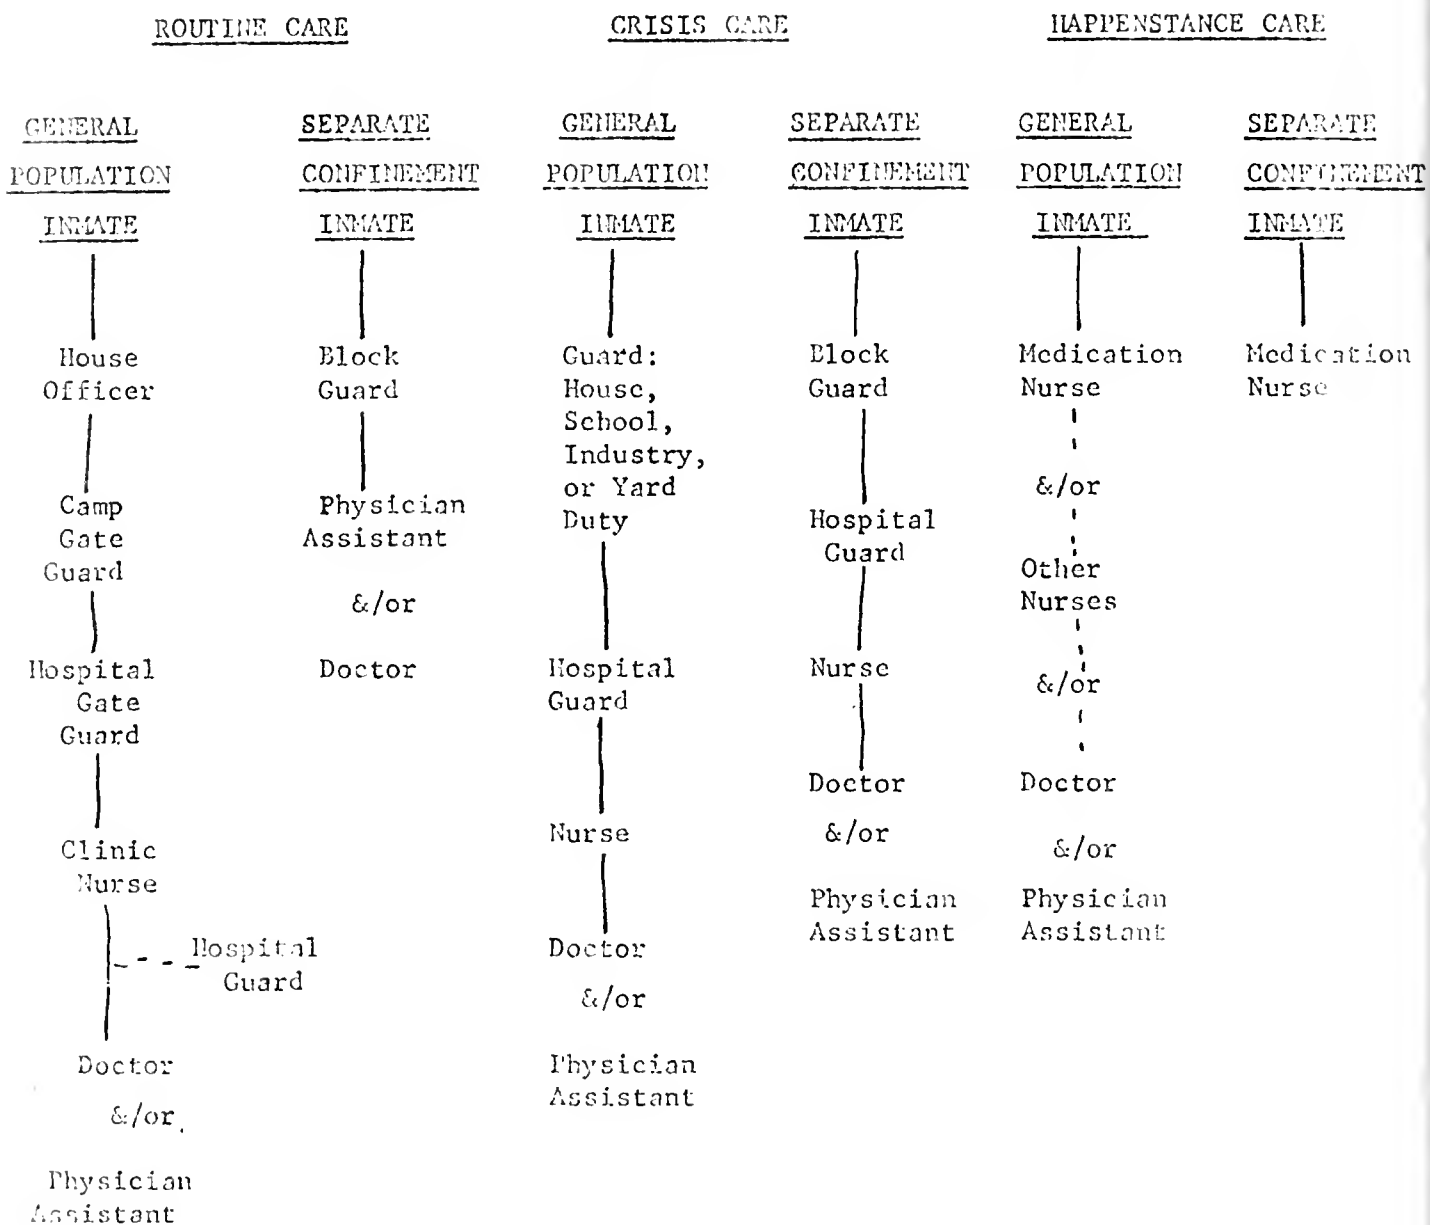 ROUTINE CARE
GENERAL
POPULATION
INMATE
House
Officer
Camp
Gate
Guard
Hospital
Gate
Guard
Clinic
Nurse
Hospital
Guard
Doctor
&/or
Physician
Assistant
SEPARATE
CONFINEMENT
INMATE
Block
Guard
Physician
Assistant
&/or
Doctor
CRISIS CARE
GENERAL
POPULATION
INMATE
Guard:
House,
School,
Industry,
or Yard
Duty
Hospital
Guard
Nurse
Doctor
&/or
Physician
Assistant
SEPARATE
CONFINEMENT
INMATE
Block
Guard
Hospital
Guard
Nurse
Doctor
&/or
Physician
Assistant
HAPPENSTANCE CARE
GENERAL
POPULATION
INMATE
Medication
Nurse
&/or
Other
Nurses
&/or
Doctor
&/or
Physician
Assistant
SEPARATE
CONFINEMENT
INMATE
Medication
Nurse